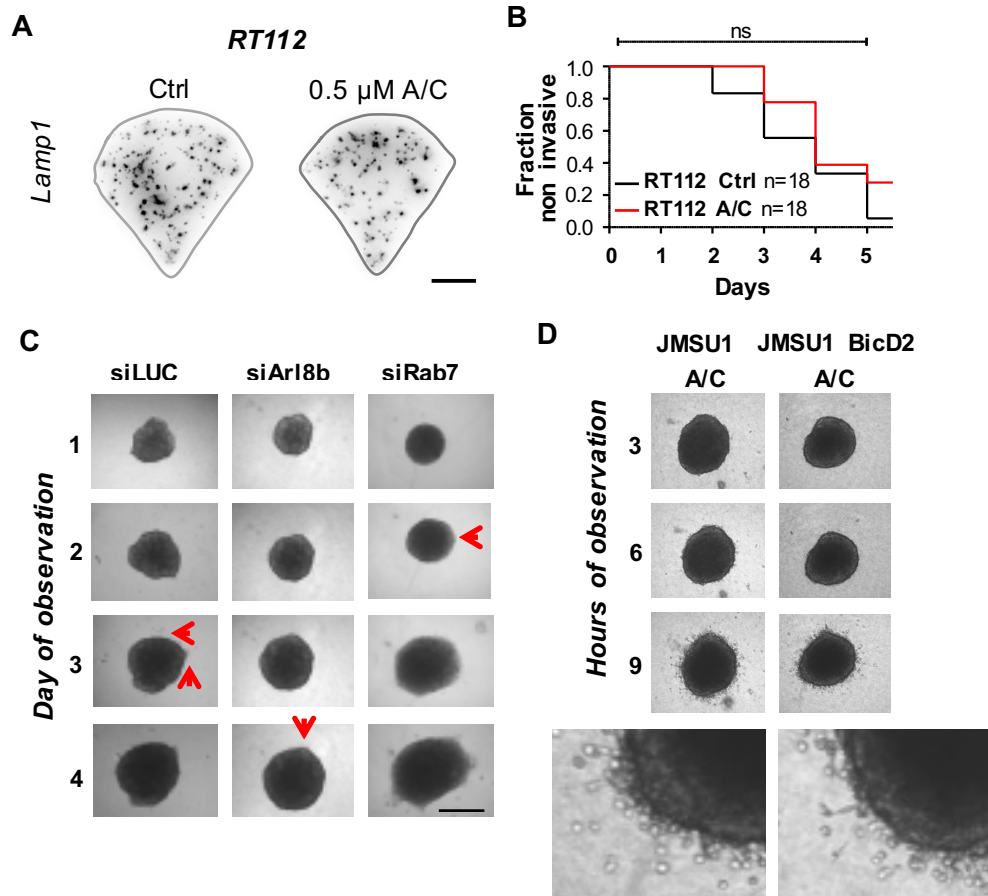 A
RT112
Ctrl
0.5 µM A/C
Lamp1
B
ns
Fraction
non invasive
1.0
0.8
0.6
0.4
0.2
0.0
RT112 Ctrl n=18
RT112 A/C n=18
0 1 2 3 4 5
Days
C
siLUC siArl8b siRab7
Day of observation
1
2
3
4
D
JMSU1 JMSU1 BicD2
A/C A/C
Hours of observation
3
6
9